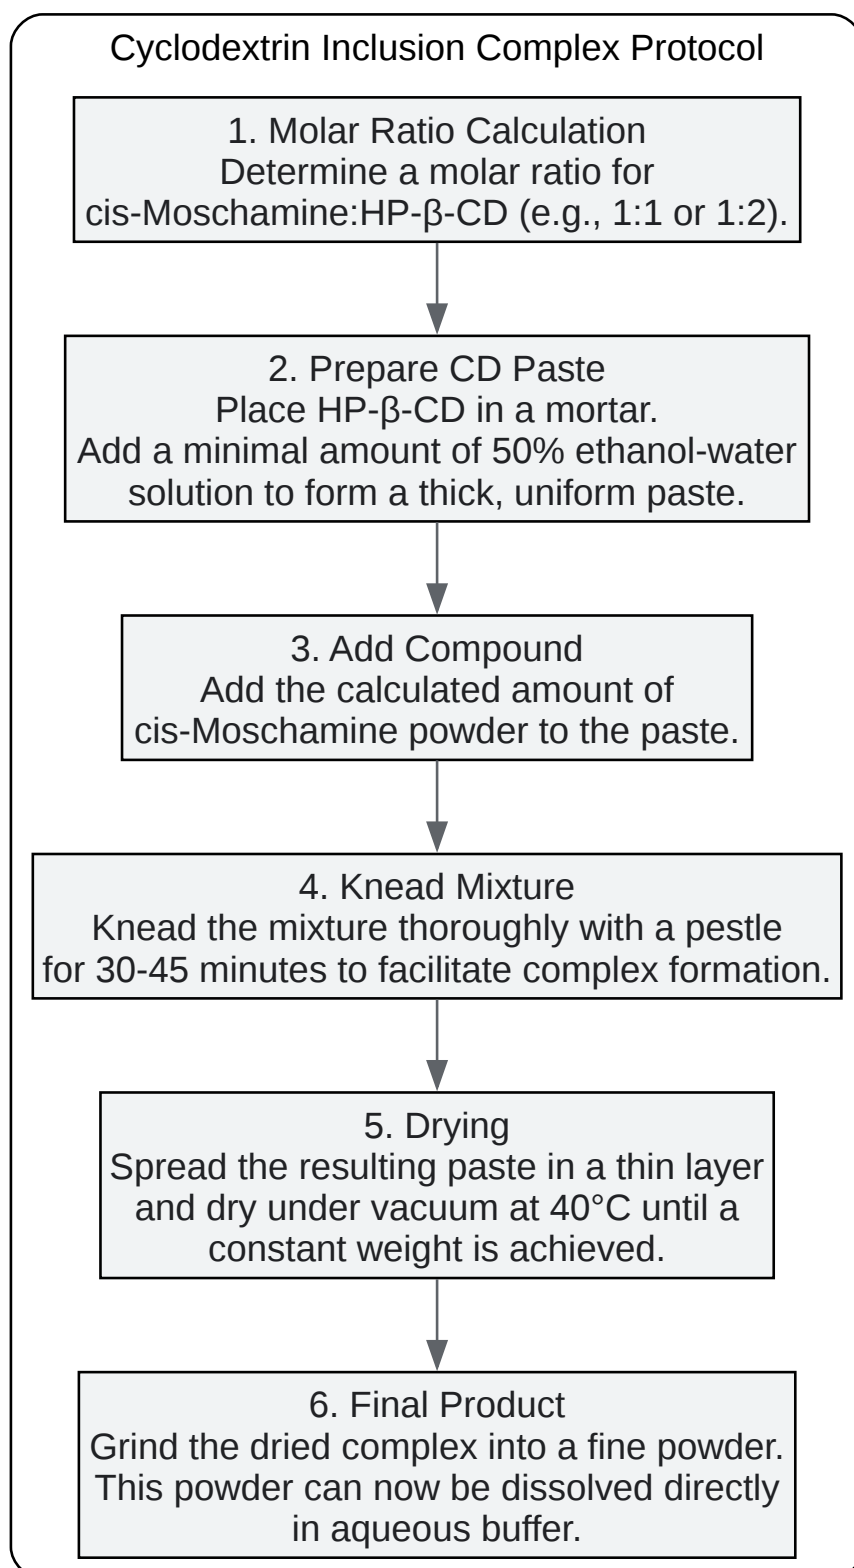 Cyclodextrin Inclusion Complex Protocol
1. Molar Ratio Calculation
Determine a molar ratio for
cis-Moschamine:HP-β-CD (e.g., 1:1 or 1:2).
2. Prepare CD Paste
Place HP-β-CD in a mortar.
Add a minimal amount of 50% ethanol-water
solution to form a thick, uniform paste.
3. Add Compound
Add the calculated amount of
cis-Moschamine powder to the paste.
4. Knead Mixture
Knead the mixture thoroughly with a pestle
for 30-45 minutes to facilitate complex formation.
5. Drying
Spread the resulting paste in a thin layer
and dry under vacuum at 40°C until a
constant weight is achieved.
6. Final Product
Grind the dried complex into a fine powder.
This powder can now be dissolved directly
in aqueous buffer.